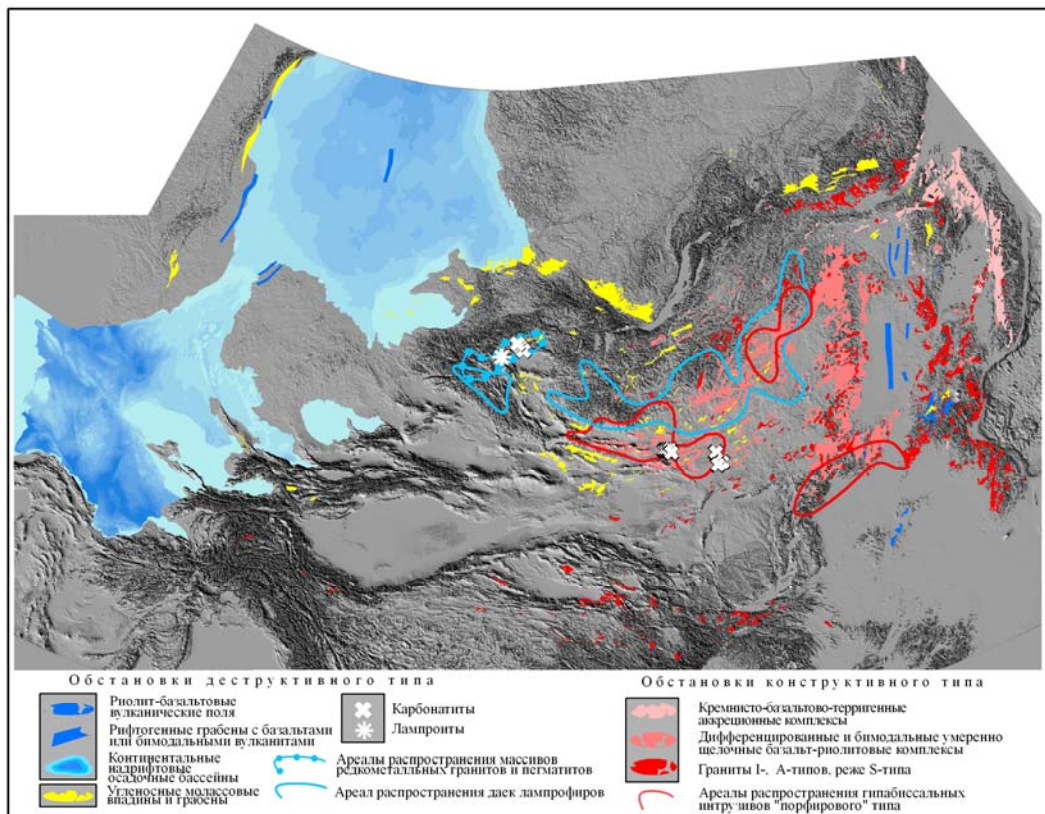 Обстановки деструктивного типа
Риолит-базальтовые
вулканические поля
Рифтогенные грабены с базальтами
или бимодальными вулканитами
Континентальные
надрифтовые
осадочные бассейны
Угленосные молассовые
впадины и грабены
Карбонатиты
Лампроиты
Ареалы распространения массивов
редкометалльных гранитов и пегматитов
Ареал распространения даек лампрофиров
Обстановки конструктивного типа
Кремнисто-базальтово-терригенные
аккреционные комплексы
Дифференцированные и бимодальные умеренно
щелочные базальт-риолитовые комплексы
Граниты I-, А-типов, реже S-типа
Ареалы распространения гипабиссальных
интрузивов "порфирового" типа